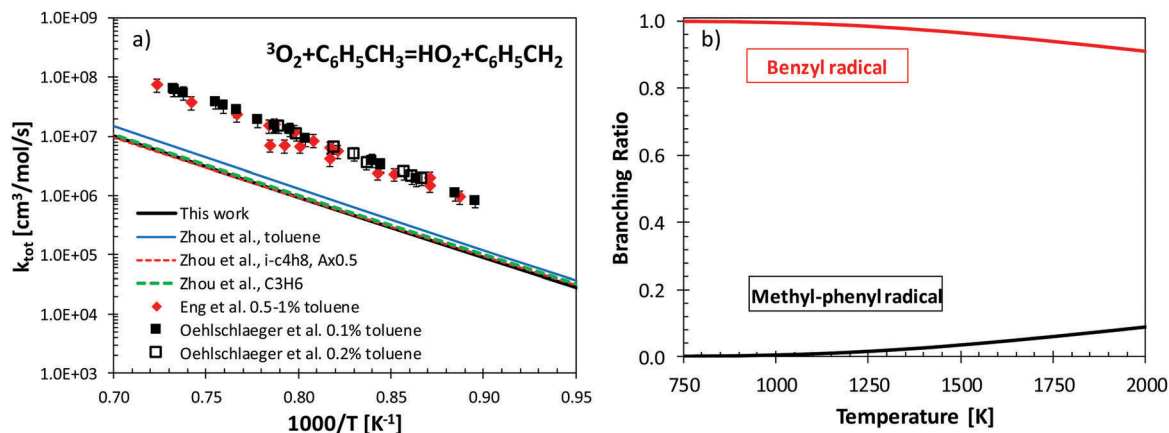 a)
³O₂+C₆H₅CH₃=HO₂+C₆H₅CH₂
k_tot [cm³/mol/s]
1.0E+09
1.0E+08
1.0E+07
1.0E+06
1.0E+05
1.0E+04
1.0E+03
This work
Zhou et al., toluene
Zhou et al., i-c4h8, Ax0.5
Zhou et al., C3H6
Eng et al. 0.5-1% toluene
Oehlschlaeger et al. 0.1% toluene
Oehlschlaeger et al. 0.2% toluene
0.70 0.75 0.80 0.85 0.90 0.95
1000/T [K⁻¹]
b)
Branching Ratio
1.0
0.8
0.6
0.4
0.2
0.0
Benzyl radical
Methyl-phenyl radical
750 1000 1250 1500 1750 2000
Temperature [K]